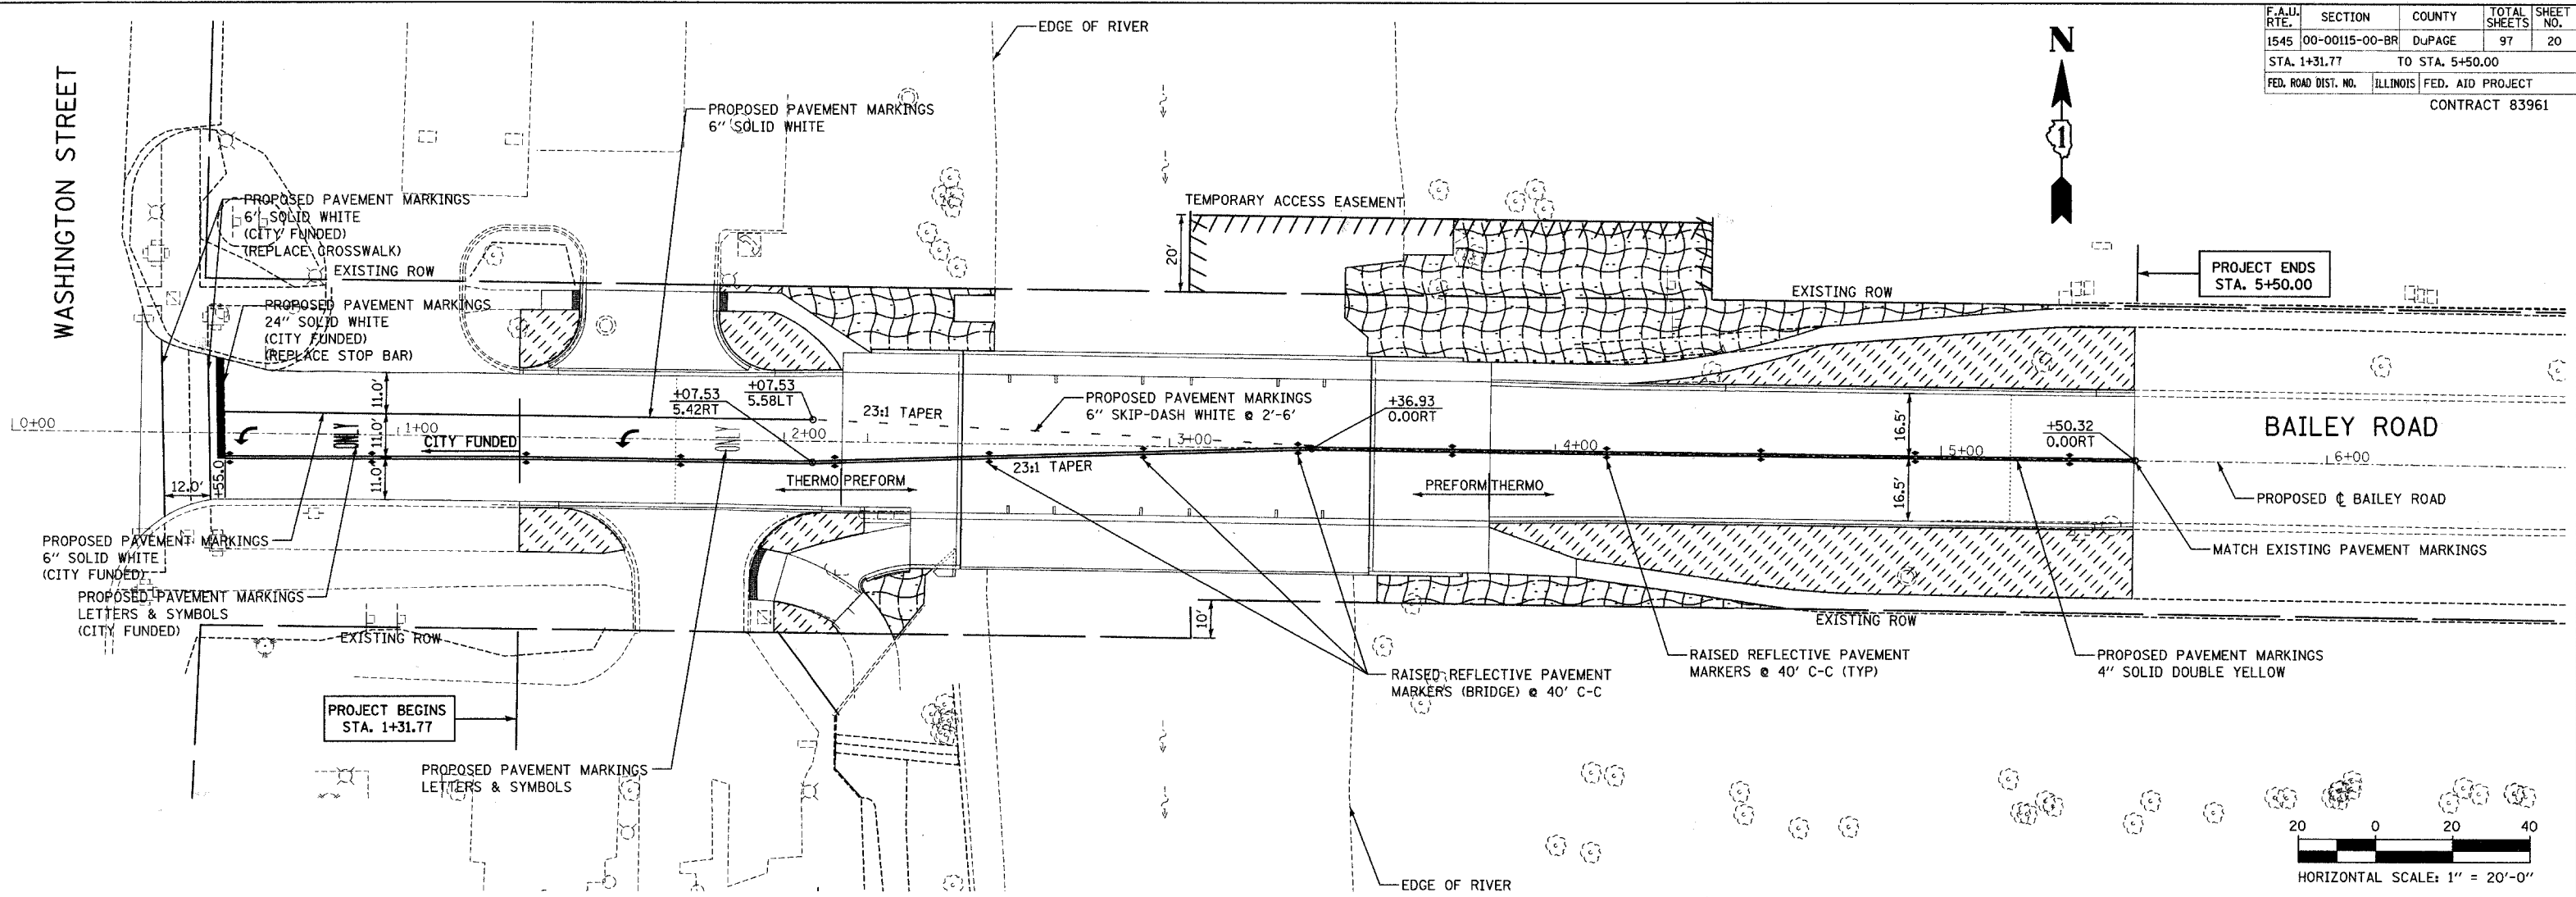 F.A.U. RTE. SECTION COUNTY TOTAL SHEETS SHEET NO.
1545 00-00115-00-BR DuPAGE 97 20
STA. 1+31.77 TO STA. 5+50.00
FED. ROAD DIST. NO. ILLINOIS FED. AID PROJECT
CONTRACT 83961
N
1
WASHINGTON STREET
EDGE OF RIVER
PROPOSED PAVEMENT MARKINGS
6" SOLID WHITE
PROPOSED PAVEMENT MARKINGS
6" SOLID WHITE
(CITY FUNDED)
(REPLACE CROSSWALK)
EXISTING ROW
PROPOSED PAVEMENT MARKINGS
24" SOLID WHITE
(CITY FUNDED)
(REPLACE STOP BAR)
TEMPORARY ACCESS EASEMENT
20'
EXISTING ROW
PROJECT ENDS
STA. 5+50.00
0+00
11.0'
11.0'
11.0'
ONLY
1+00
CITY FUNDED
ONLY
+07.53
5.42RT
+07.53
5.58LT
2+00
23:1 TAPER
PROPOSED PAVEMENT MARKINGS
6" SKIP-DASH WHITE @ 2'-6'
3+00
+36.93
0.00RT
23:1 TAPER
4+00
16.5'
16.5'
5+00
+50.32
0.00RT
BAILEY ROAD
6+00
12.0'
+55.0
THERMO PREFORM
PREFORM THERMO
PROPOSED ℄ BAILEY ROAD
MATCH EXISTING PAVEMENT MARKINGS
PROPOSED PAVEMENT MARKINGS
6" SOLID WHITE
(CITY FUNDED)
PROPOSED PAVEMENT MARKINGS
LETTERS & SYMBOLS
(CITY FUNDED)
EXISTING ROW
10'
EXISTING ROW
RAISED REFLECTIVE PAVEMENT
MARKERS (BRIDGE) @ 40' C-C
RAISED REFLECTIVE PAVEMENT
MARKERS @ 40' C-C (TYP)
PROPOSED PAVEMENT MARKINGS
4" SOLID DOUBLE YELLOW
PROJECT BEGINS
STA. 1+31.77
PROPOSED PAVEMENT MARKINGS
LETTERS & SYMBOLS
EDGE OF RIVER
20 0 20 40
HORIZONTAL SCALE: 1" = 20'-0"